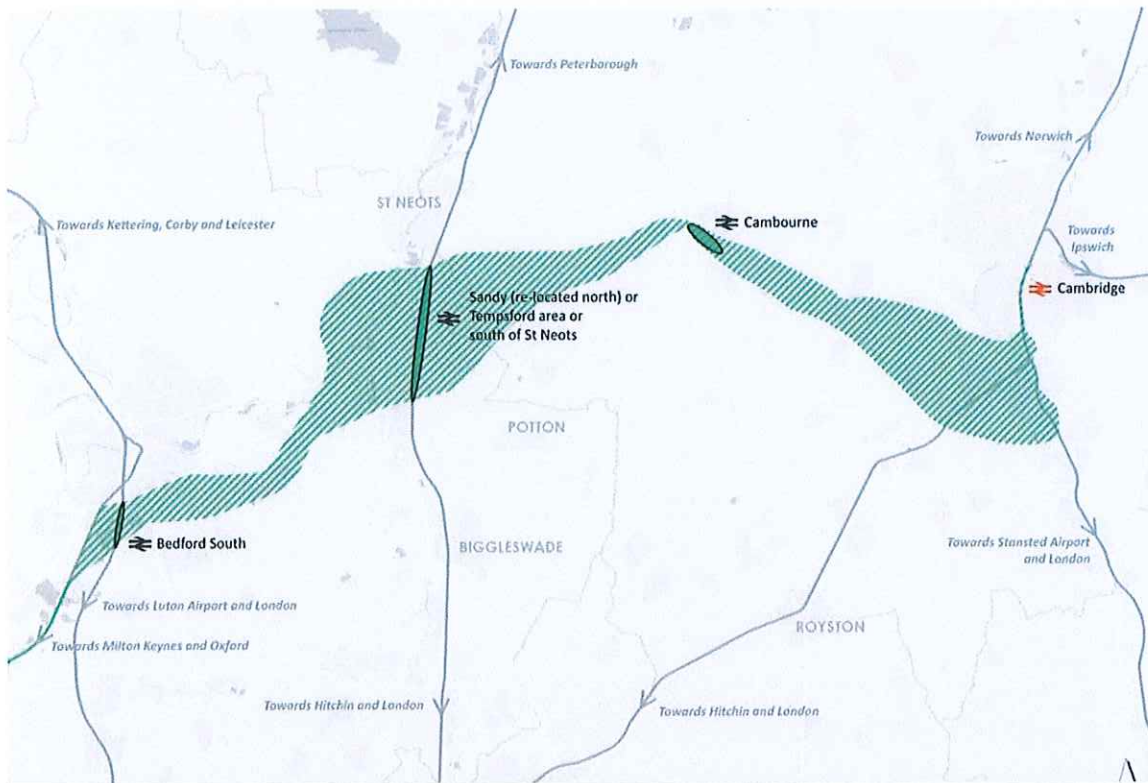 Towards Peterborough
Towards Norwich
ST NEOTS
Towards Kettering, Corby and Leicester
Cambourne
Towards
Ipswich
Cambridge
Sandy (re-located north) or
Tempsford area or
south of St Neots
POTTON
Bedford South
BIGGLESWADE
Towards Stansted Airport
and London
Towards Luton Airport and London
ROYSTON
Towards Milton Keynes and Oxford
Towards Hitchin and London
Towards Hitchin and London